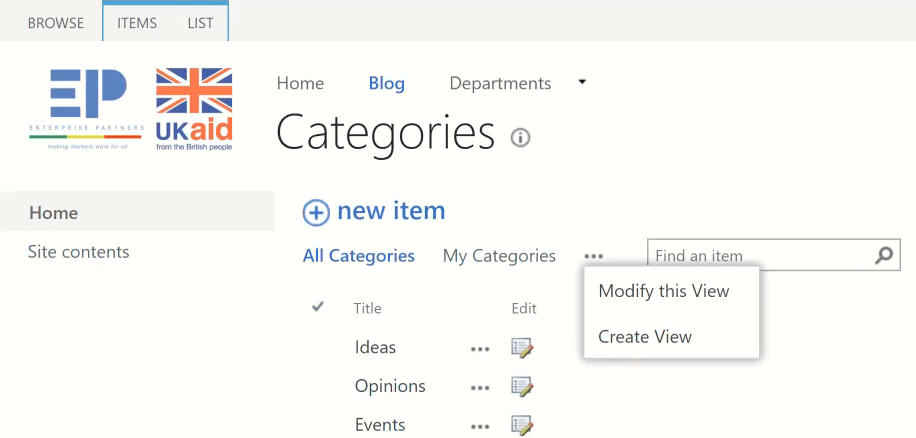 BROWSE ITEMS LIST
EP
ENTERPRISE PARTNERS
making markets work for all
UKaid
from the British people
Home Blog Departments
Categories
Home
Site contents
new item
All Categories My Categories ... Find an item
Modify this View
Create View
Title Edit
Ideas ...
Opinions ...
Events ...